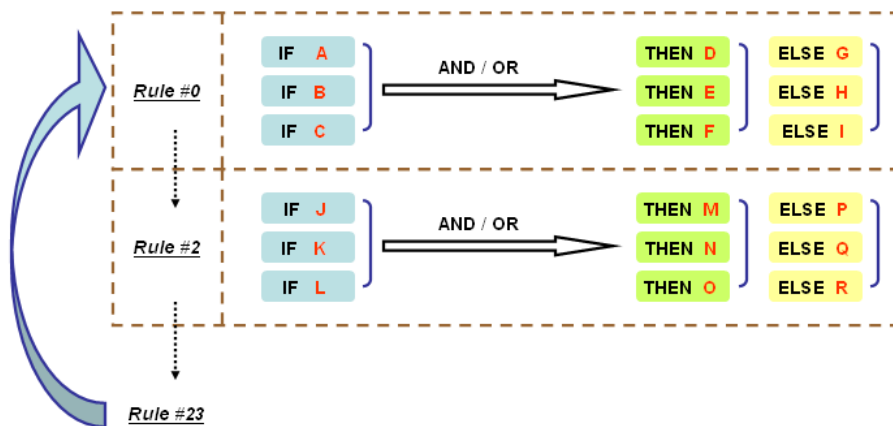 IF A
THEN D
ELSE G
AND / OR
Rule #0
IF B
THEN E
ELSE H
IF C
THEN F
ELSE I
IF J
THEN M
ELSE P
AND / OR
Rule #2
IF K
THEN N
ELSE Q
IF L
THEN O
ELSE R
Rule #23